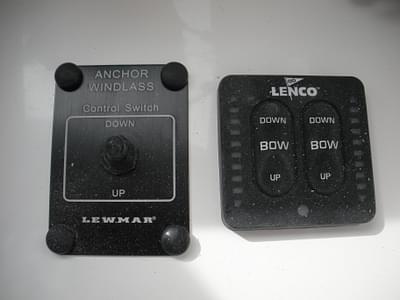 ANCHOR
WINDLASS
Control Switch
DOWN
UP
LEWMAR
LENCO
DOWN DOWN
BOW BOW
UP UP